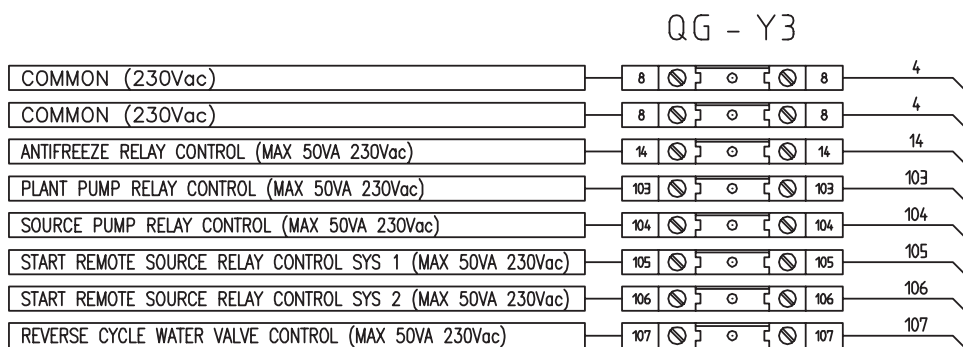 QG - Y3
COMMON (230Vac) 8 8 4
COMMON (230Vac) 8 8 4
ANTIFREEZE RELAY CONTROL (MAX 50VA 230Vac) 14 14 14
PLANT PUMP RELAY CONTROL (MAX 50VA 230Vac) 103 103 103
SOURCE PUMP RELAY CONTROL (MAX 50VA 230Vac) 104 104 104
START REMOTE SOURCE RELAY CONTROL SYS 1 (MAX 50VA 230Vac) 105 105 105
START REMOTE SOURCE RELAY CONTROL SYS 2 (MAX 50VA 230Vac) 106 106 106
REVERSE CYCLE WATER VALVE CONTROL (MAX 50VA 230Vac) 107 107 107